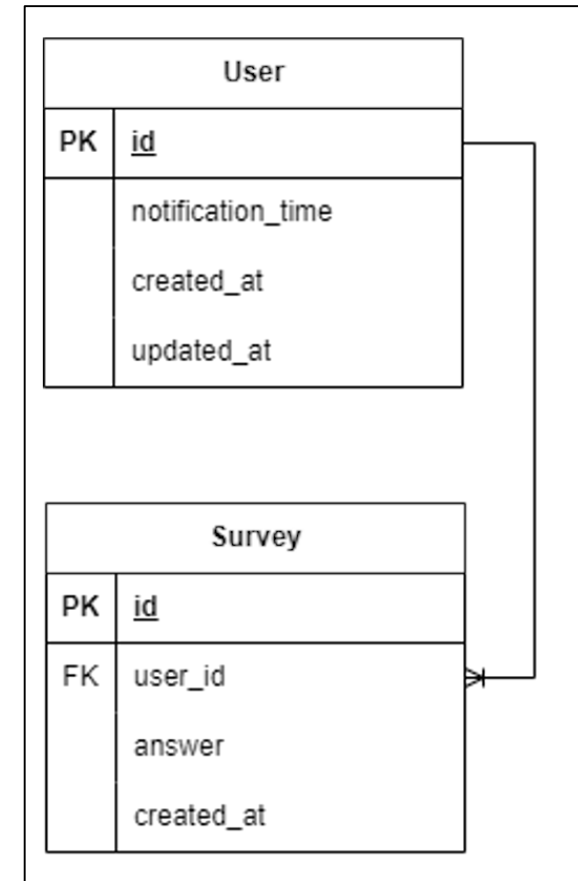 User
PK id
notification_time
created_at
updated_at
Survey
PK id
FK user_id
answer
created_at